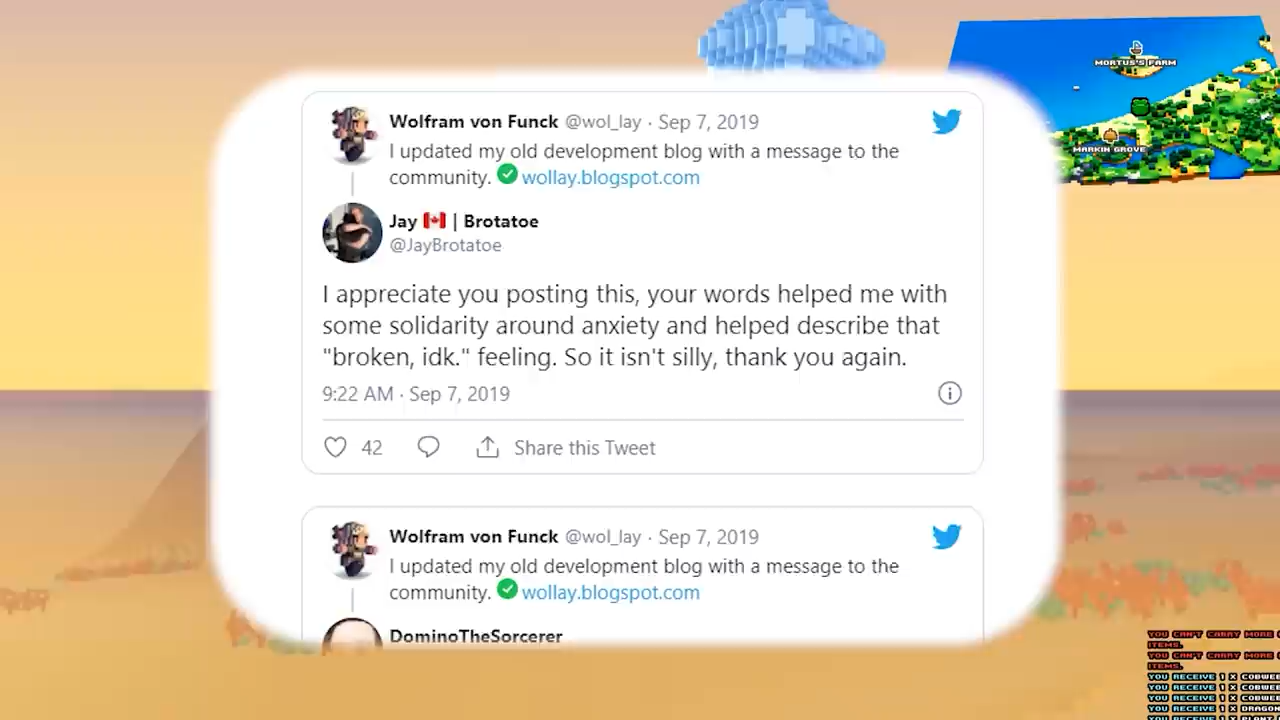 MORTUS'S FARM
MARKIN GROVE
Wolfram von Funck @wol_lay · Sep 7, 2019
I updated my old development blog with a message to the
community. wollay.blogspot.com
Jay | Brotatoe
@JayBrotatoe
I appreciate you posting this, your words helped me with
some solidarity around anxiety and helped describe that
"broken, idk." feeling. So it isn't silly, thank you again.
9:22 AM · Sep 7, 2019
42 Share this Tweet
Wolfram von Funck @wol_lay · Sep 7, 2019
I updated my old development blog with a message to the
community. wollay.blogspot.com
DominoTheSorcerer
YOU CAN'T CARRY MORE
ITEMS.
YOU CAN'T CARRY MORE
ITEMS.
YOU RECEIVE 1 X COBWEB
YOU RECEIVE 1 X COBWEB
YOU RECEIVE 1 X COBWEB
YOU RECEIVE 1 X DRAGON
YOU RECEIVE 1 X